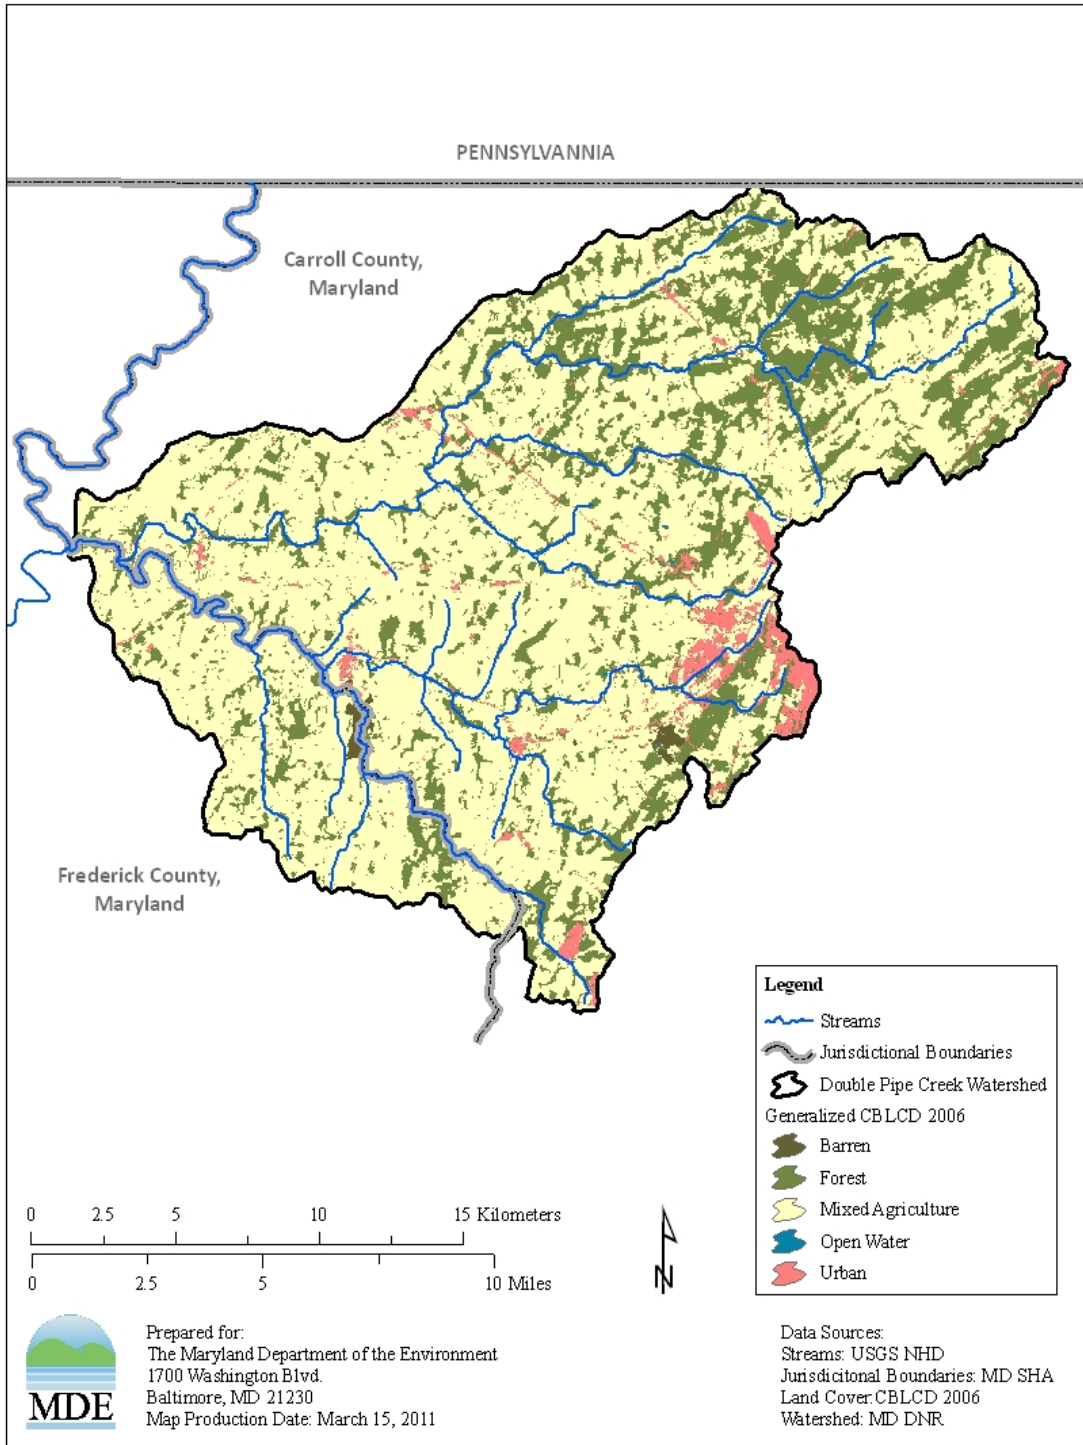 PENNSYLVANNIA
Carroll County,
Maryland
Frederick County,
Maryland
Legend
Streams
Jurisdictional Boundaries
Double Pipe Creek Watershed
Generalized CBLCD 2006
Barren
Forest
Mixed Agriculture
Open Water
Urban
0 2.5 5 10 15 Kilometers
0 2.5 5 10 Miles
N
MDE
Prepared for:
The Maryland Department of the Environment
1700 Washington Blvd.
Baltimore, MD 21230
Map Production Date: March 15, 2011
Data Sources:
Streams: USGS NHD
Jurisdicitonal Boundaries: MD SHA
Land Cover:CBLCD 2006
Watershed: MD DNR